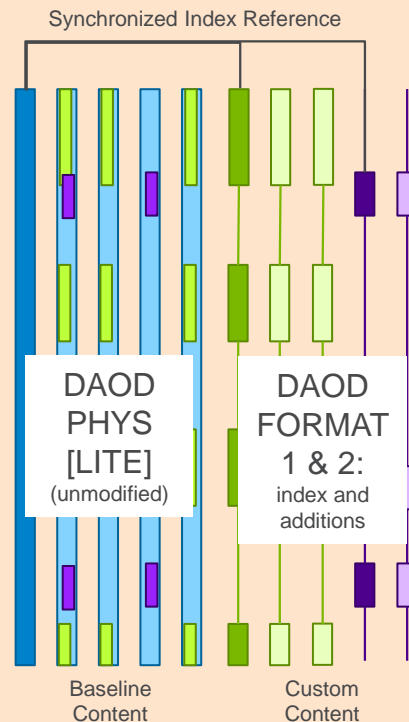 Synchronized Index Reference
DAOD
PHYS
[LITE]
(unmodified)
DAOD
FORMAT
1 & 2:
index and
additions
Baseline
Content
Custom
Content